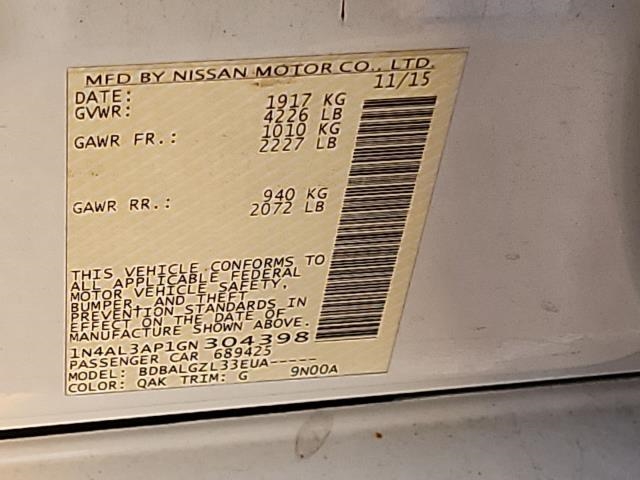 MFD BY NISSAN MOTOR CO., LTD.
DATE: 11/15
GVWR: 1917 KG
4226 LB
GAWR FR.: 1010 KG
2227 LB
GAWR RR.: 940 KG
2072 LB
THIS VEHICLE CONFORMS TO
ALL APPLICABLE FEDERAL
MOTOR VEHICLE SAFETY,
BUMPER, AND THEFT
PREVENTION STANDARDS IN
EFFECT ON THE DATE OF
MANUFACTURE SHOWN ABOVE.
1N4AL3AP1GN304398
PASSENGER CAR 689425
MODEL: BDBALGZL33EUA-----
COLOR: QAK TRIM: G 9N00A